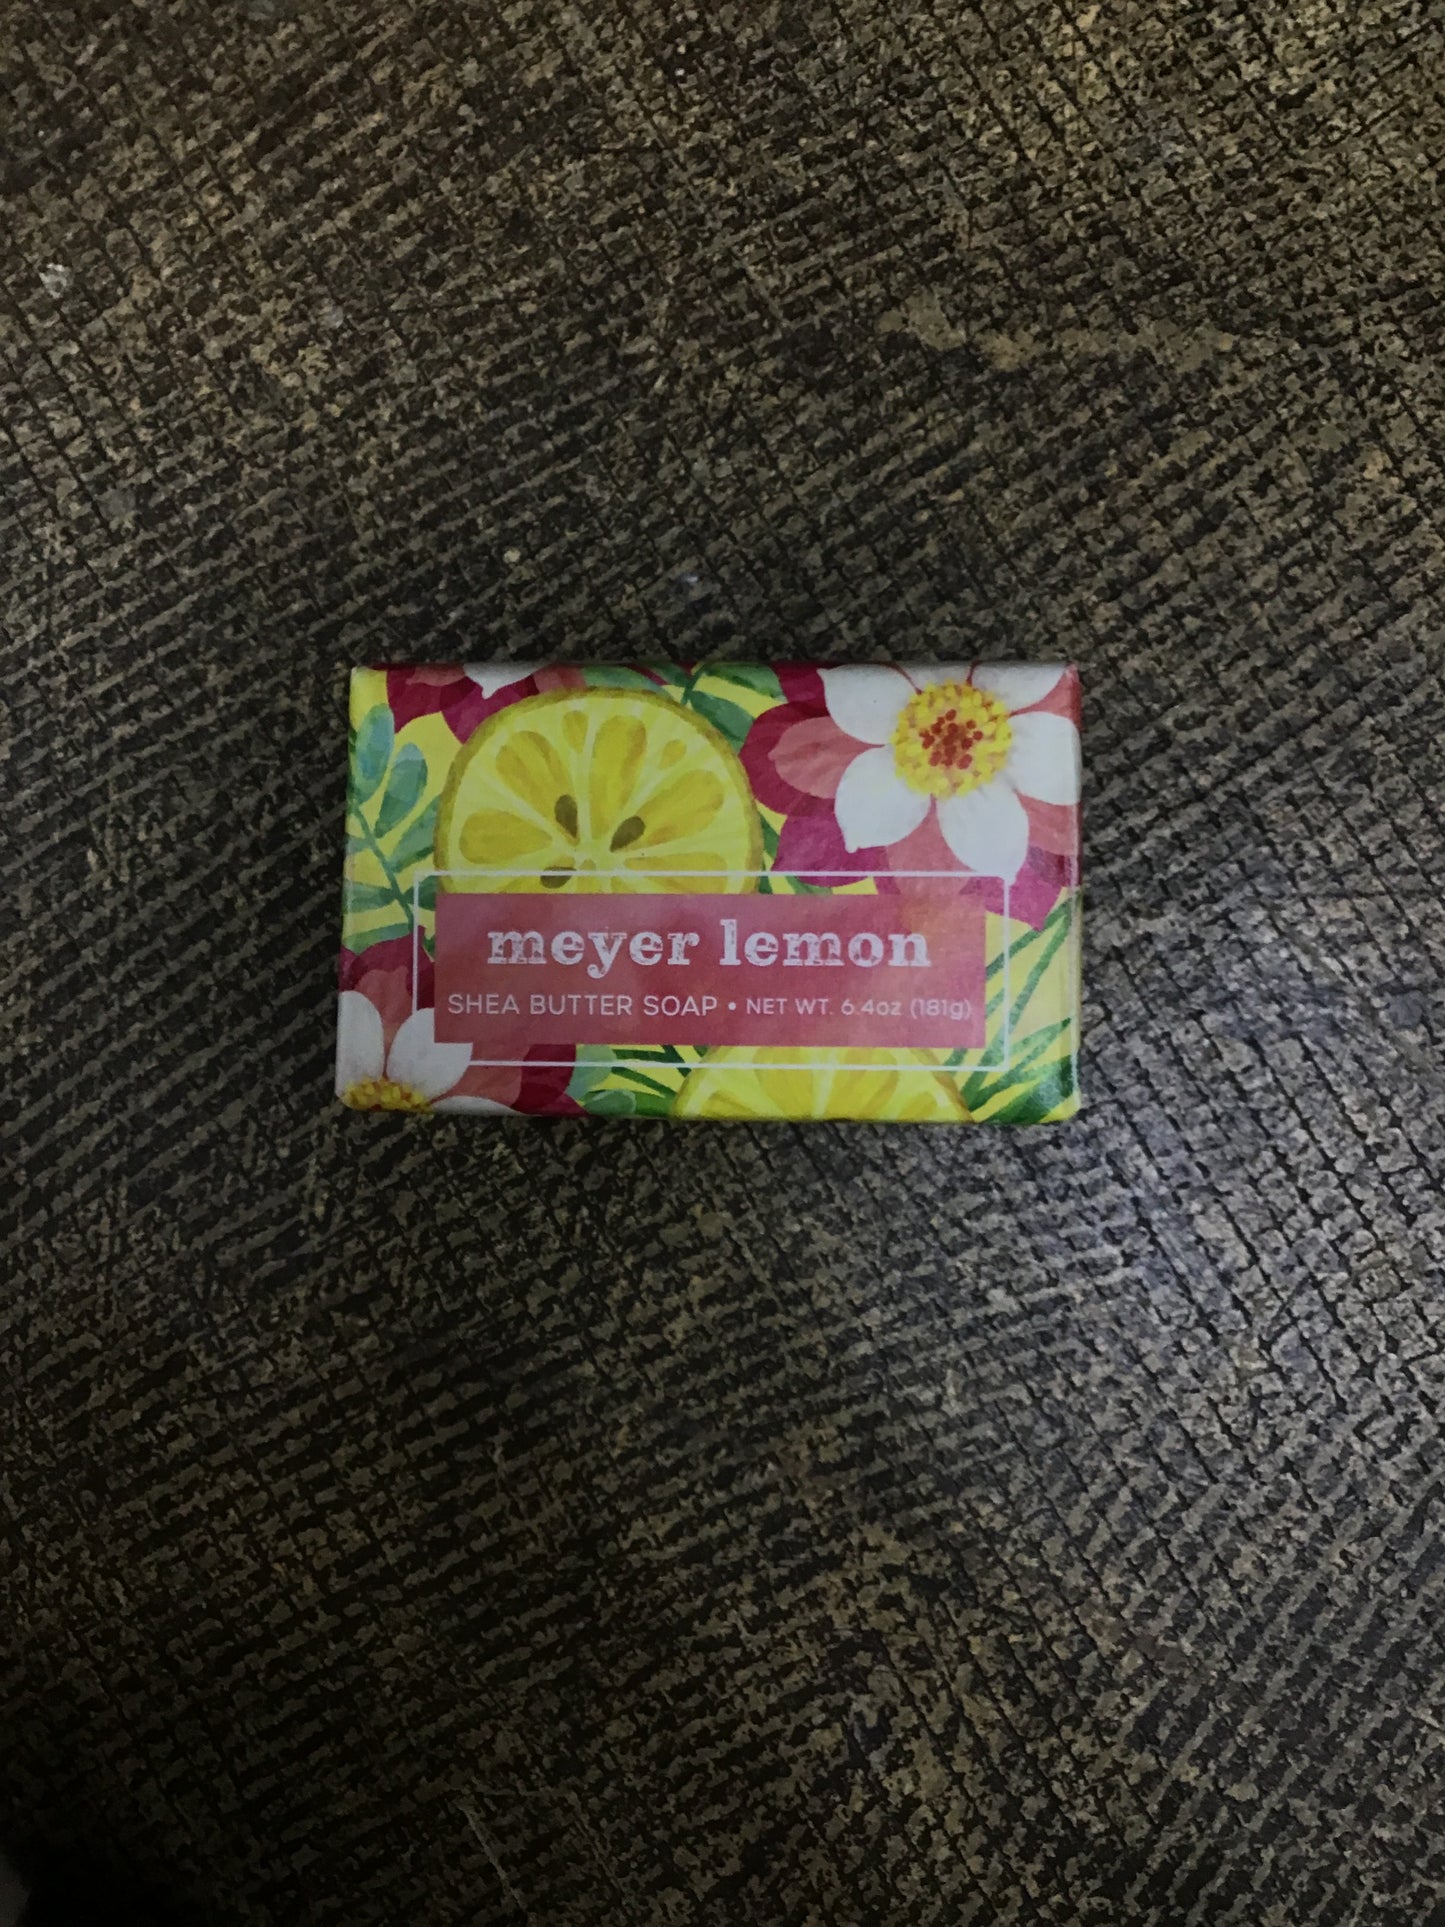 meyer lemon
SHEA BUTTER SOAP • NET WT. 6.4oz (181g)